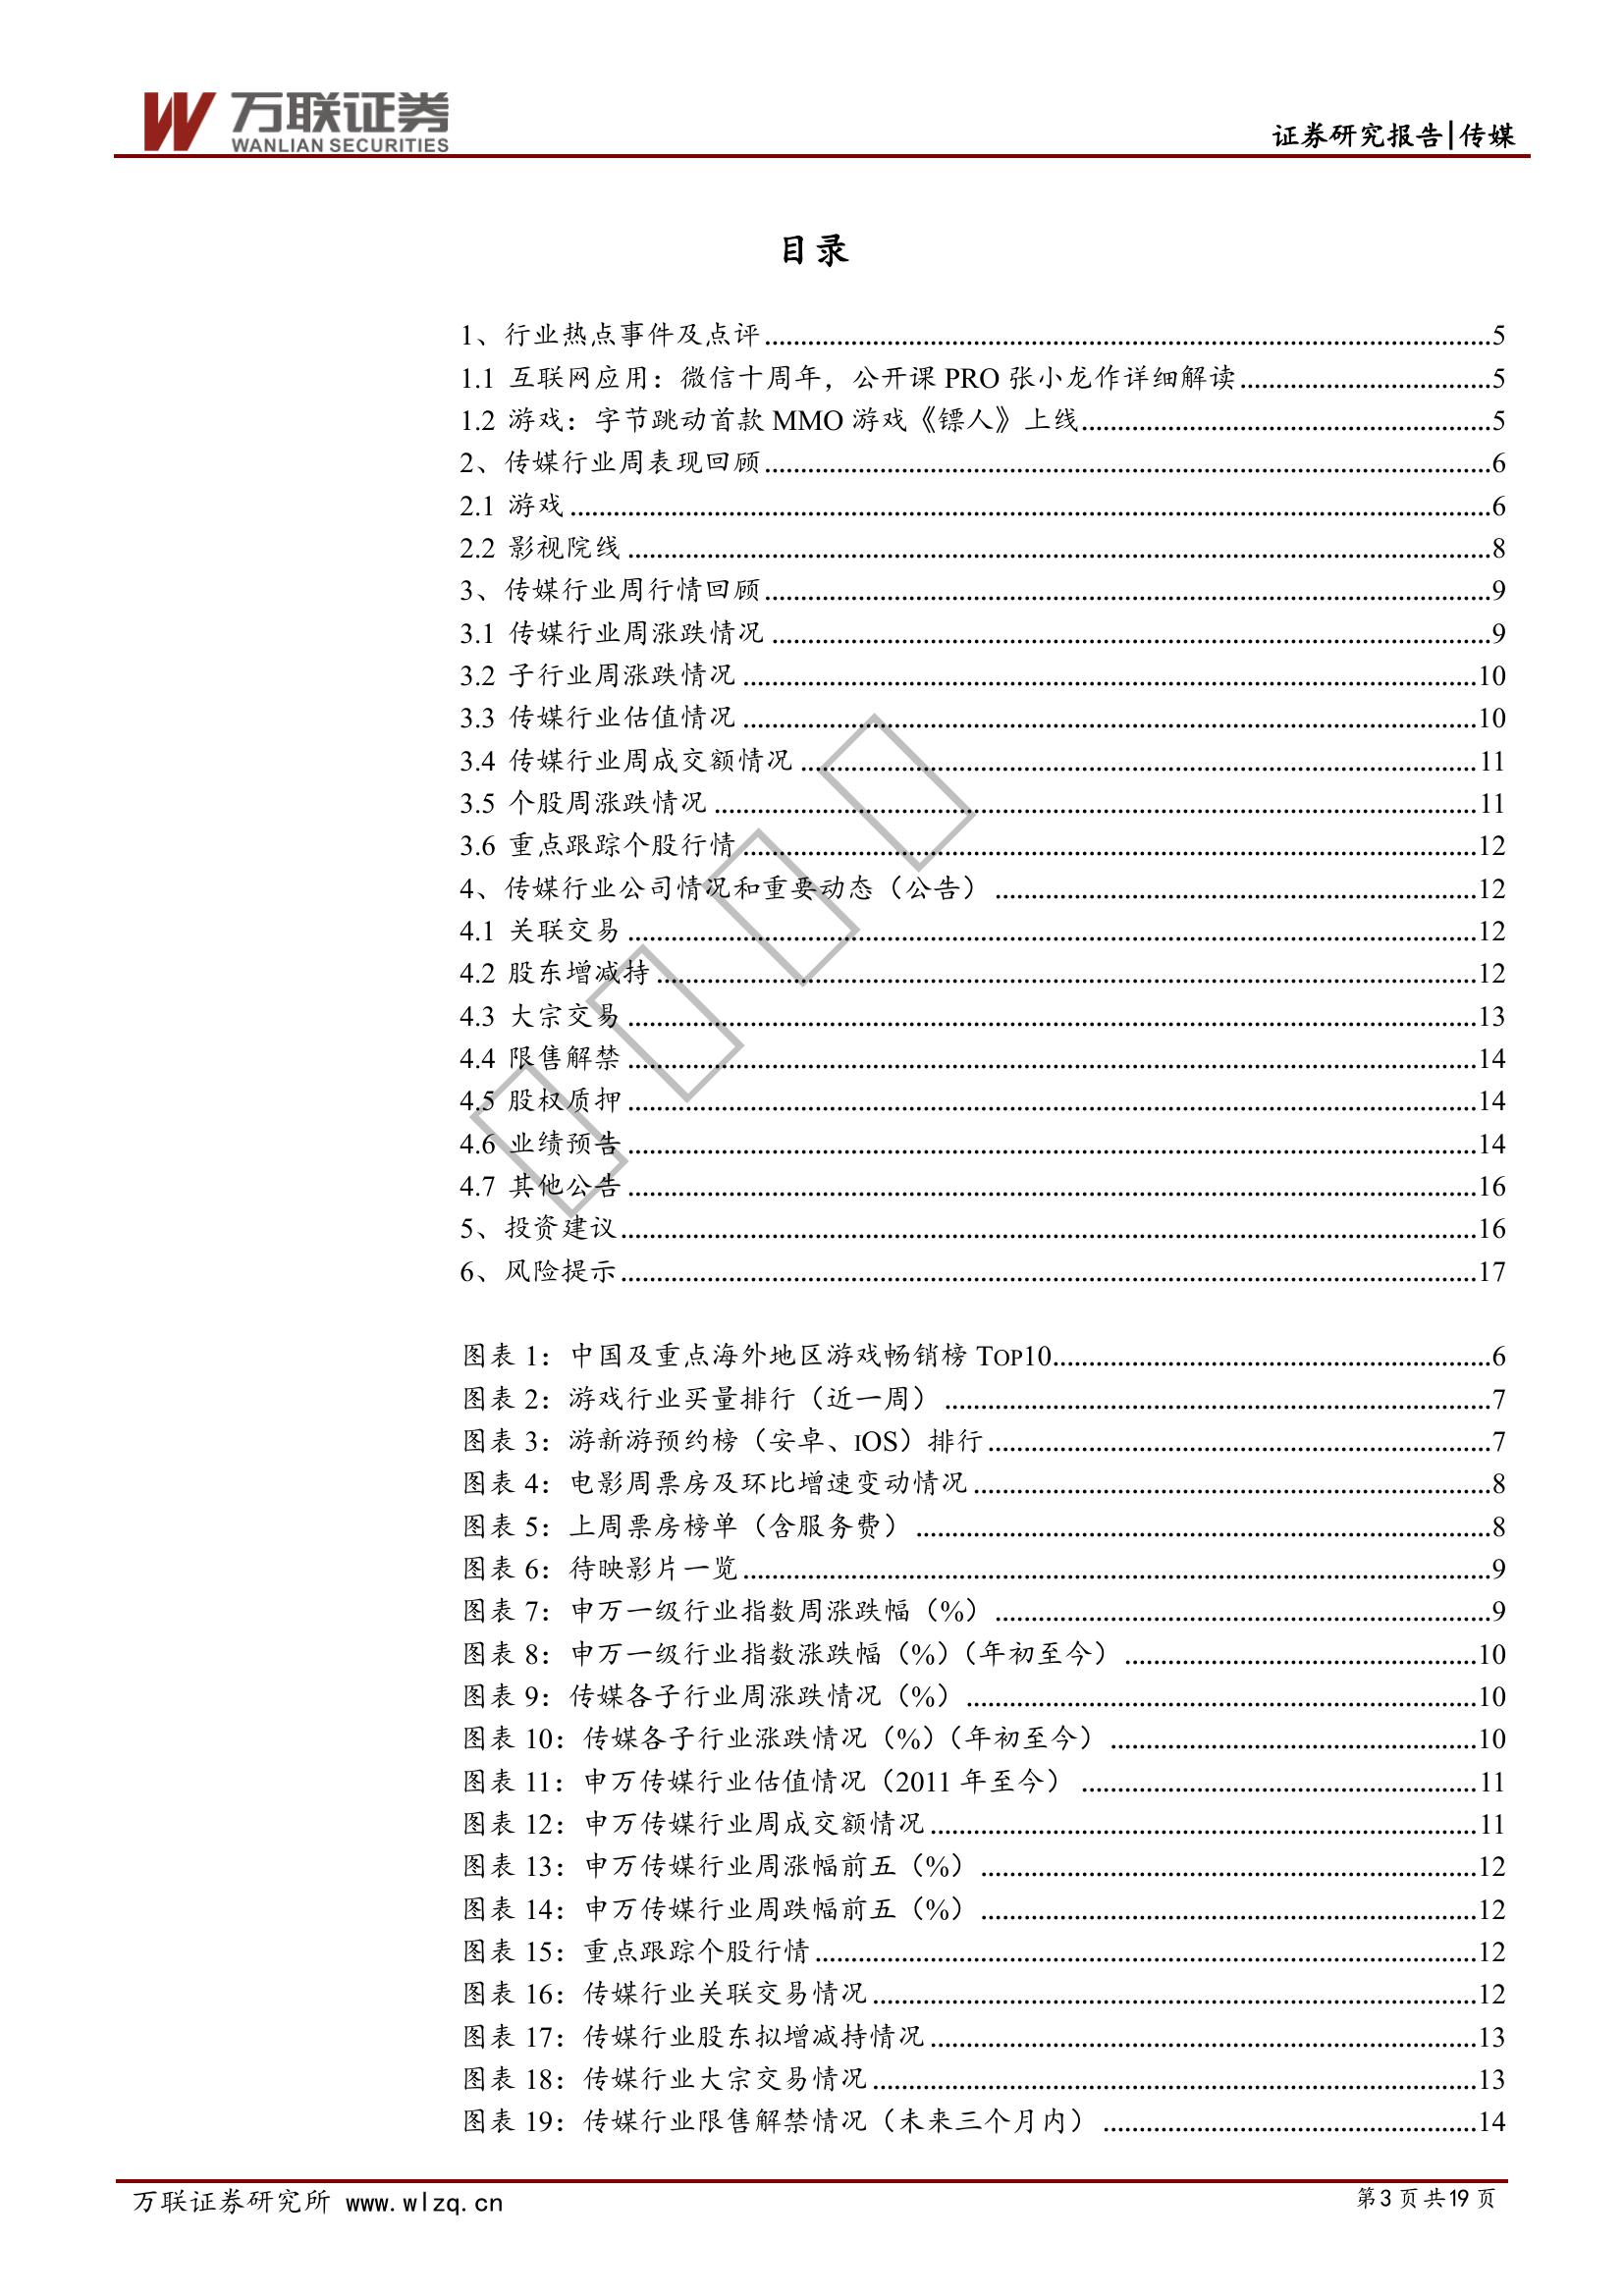 万联证券
WANLIAN SECURITIES
证券研究报告|传媒
目录
1、行业热点事件及点评 5
1.1 互联网应用：微信十周年，公开课 PRO 张小龙作详细解读 5
1.2 游戏：字节跳动首款 MMO 游戏《镖人》上线 5
2、传媒行业周表现回顾 6
2.1 游戏 6
2.2 影视院线 8
3、传媒行业周行情回顾 9
3.1 传媒行业周涨跌情况 9
3.2 子行业周涨跌情况 10
3.3 传媒行业估值情况 10
3.4 传媒行业周成交额情况 11
3.5 个股周涨跌情况 11
3.6 重点跟踪个股行情 12
4、传媒行业公司情况和重要动态（公告） 12
4.1 关联交易 12
4.2 股东增减持 12
4.3 大宗交易 13
4.4 限售解禁 14
4.5 股权质押 14
4.6 业绩预告 14
4.7 其他公告 16
5、投资建议 16
6、风险提示 17
图表 1：中国及重点海外地区游戏畅销榜 TOP10 6
图表 2：游戏行业买量排行（近一周） 7
图表 3：游新游预约榜（安卓、IOS）排行 7
图表 4：电影周票房及环比增速变动情况 8
图表 5：上周票房榜单（含服务费） 8
图表 6：待映影片一览 9
图表 7：申万一级行业指数周涨跌幅（%） 9
图表 8：申万一级行业指数涨跌幅（%）（年初至今） 10
图表 9：传媒各子行业周涨跌情况（%） 10
图表 10：传媒各子行业涨跌情况（%）（年初至今） 10
图表 11：申万传媒行业估值情况（2011 年至今） 11
图表 12：申万传媒行业周成交额情况 11
图表 13：申万传媒行业周涨幅前五（%） 12
图表 14：申万传媒行业周跌幅前五（%） 12
图表 15：重点跟踪个股行情 12
图表 16：传媒行业关联交易情况 12
图表 17：传媒行业股东拟增减持情况 13
图表 18：传媒行业大宗交易情况 13
图表 19：传媒行业限售解禁情况（未来三个月内） 14
万联证券研究所 www.wlzq.cn
第3页共19页